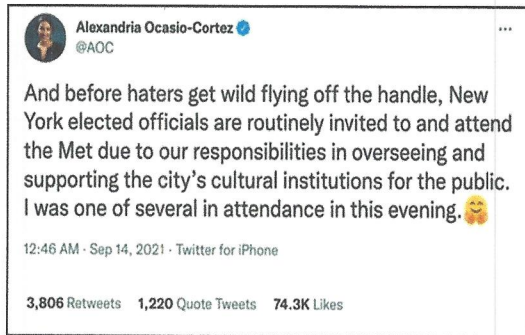 Alexandria Ocasio-Cortez
@AOC
And before haters get wild flying off the handle, New
York elected officials are routinely invited to and attend
the Met due to our responsibilities in overseeing and
supporting the city's cultural institutions for the public.
I was one of several in attendance in this evening.🤗
12:46 AM · Sep 14, 2021 · Twitter for iPhone
3,806 Retweets 1,220 Quote Tweets 74.3K Likes